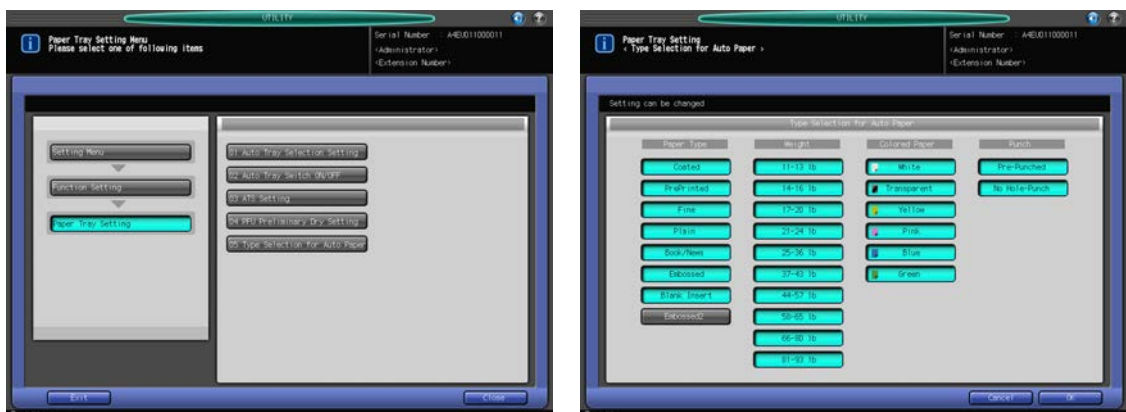 UTILITY
Paper Tray Setting Menu
Please select one of following items
Serial Number : A4EU011000011
<Administrator>
<Extension Number>
Setting Menu
Function Setting
Paper Tray Setting
01 Auto Tray Selection Setting
02 Auto Tray Switch ON/OFF
03 ATS Setting
04 PFU Preliminary Dry Setting
05 Type Selection for Auto Paper
Exit
Close
UTILITY
Paper Tray Setting
< Type Selection for Auto Paper >
Serial Number : A4EU011000011
<Administrator>
<Extension Number>
Setting can be changed
Type Selection for Auto Paper
Paper Type Weight Colored Paper Punch
Coated 11-13 lb White Pre-Punched
PrePrinted 14-16 lb Transparent No Hole-Punch
Fine 17-20 lb Yellow
Plain 21-24 lb Pink
Book/News 25-36 lb Blue
Embossed 37-43 lb Green
Blank Insert 44-57 lb
Embossed2 58-65 lb
66-80 lb
81-93 lb
Cancel OK